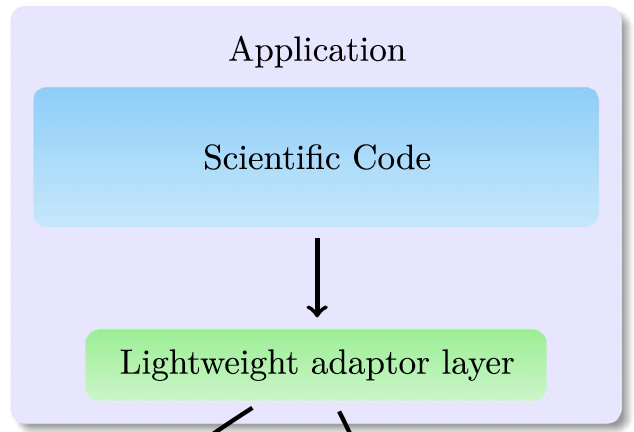 Application
Scientific Code
Lightweight adaptor layer